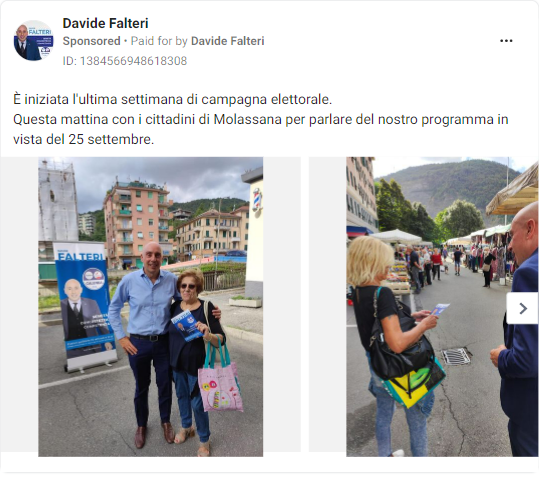 Davide Falteri
Sponsored • Paid for by Davide Falteri
ID: 1384566948618308
È iniziata l'ultima settimana di campagna elettorale.
Questa mattina con i cittadini di Molassana per parlare del nostro programma in
vista del 25 settembre.
FALTERI